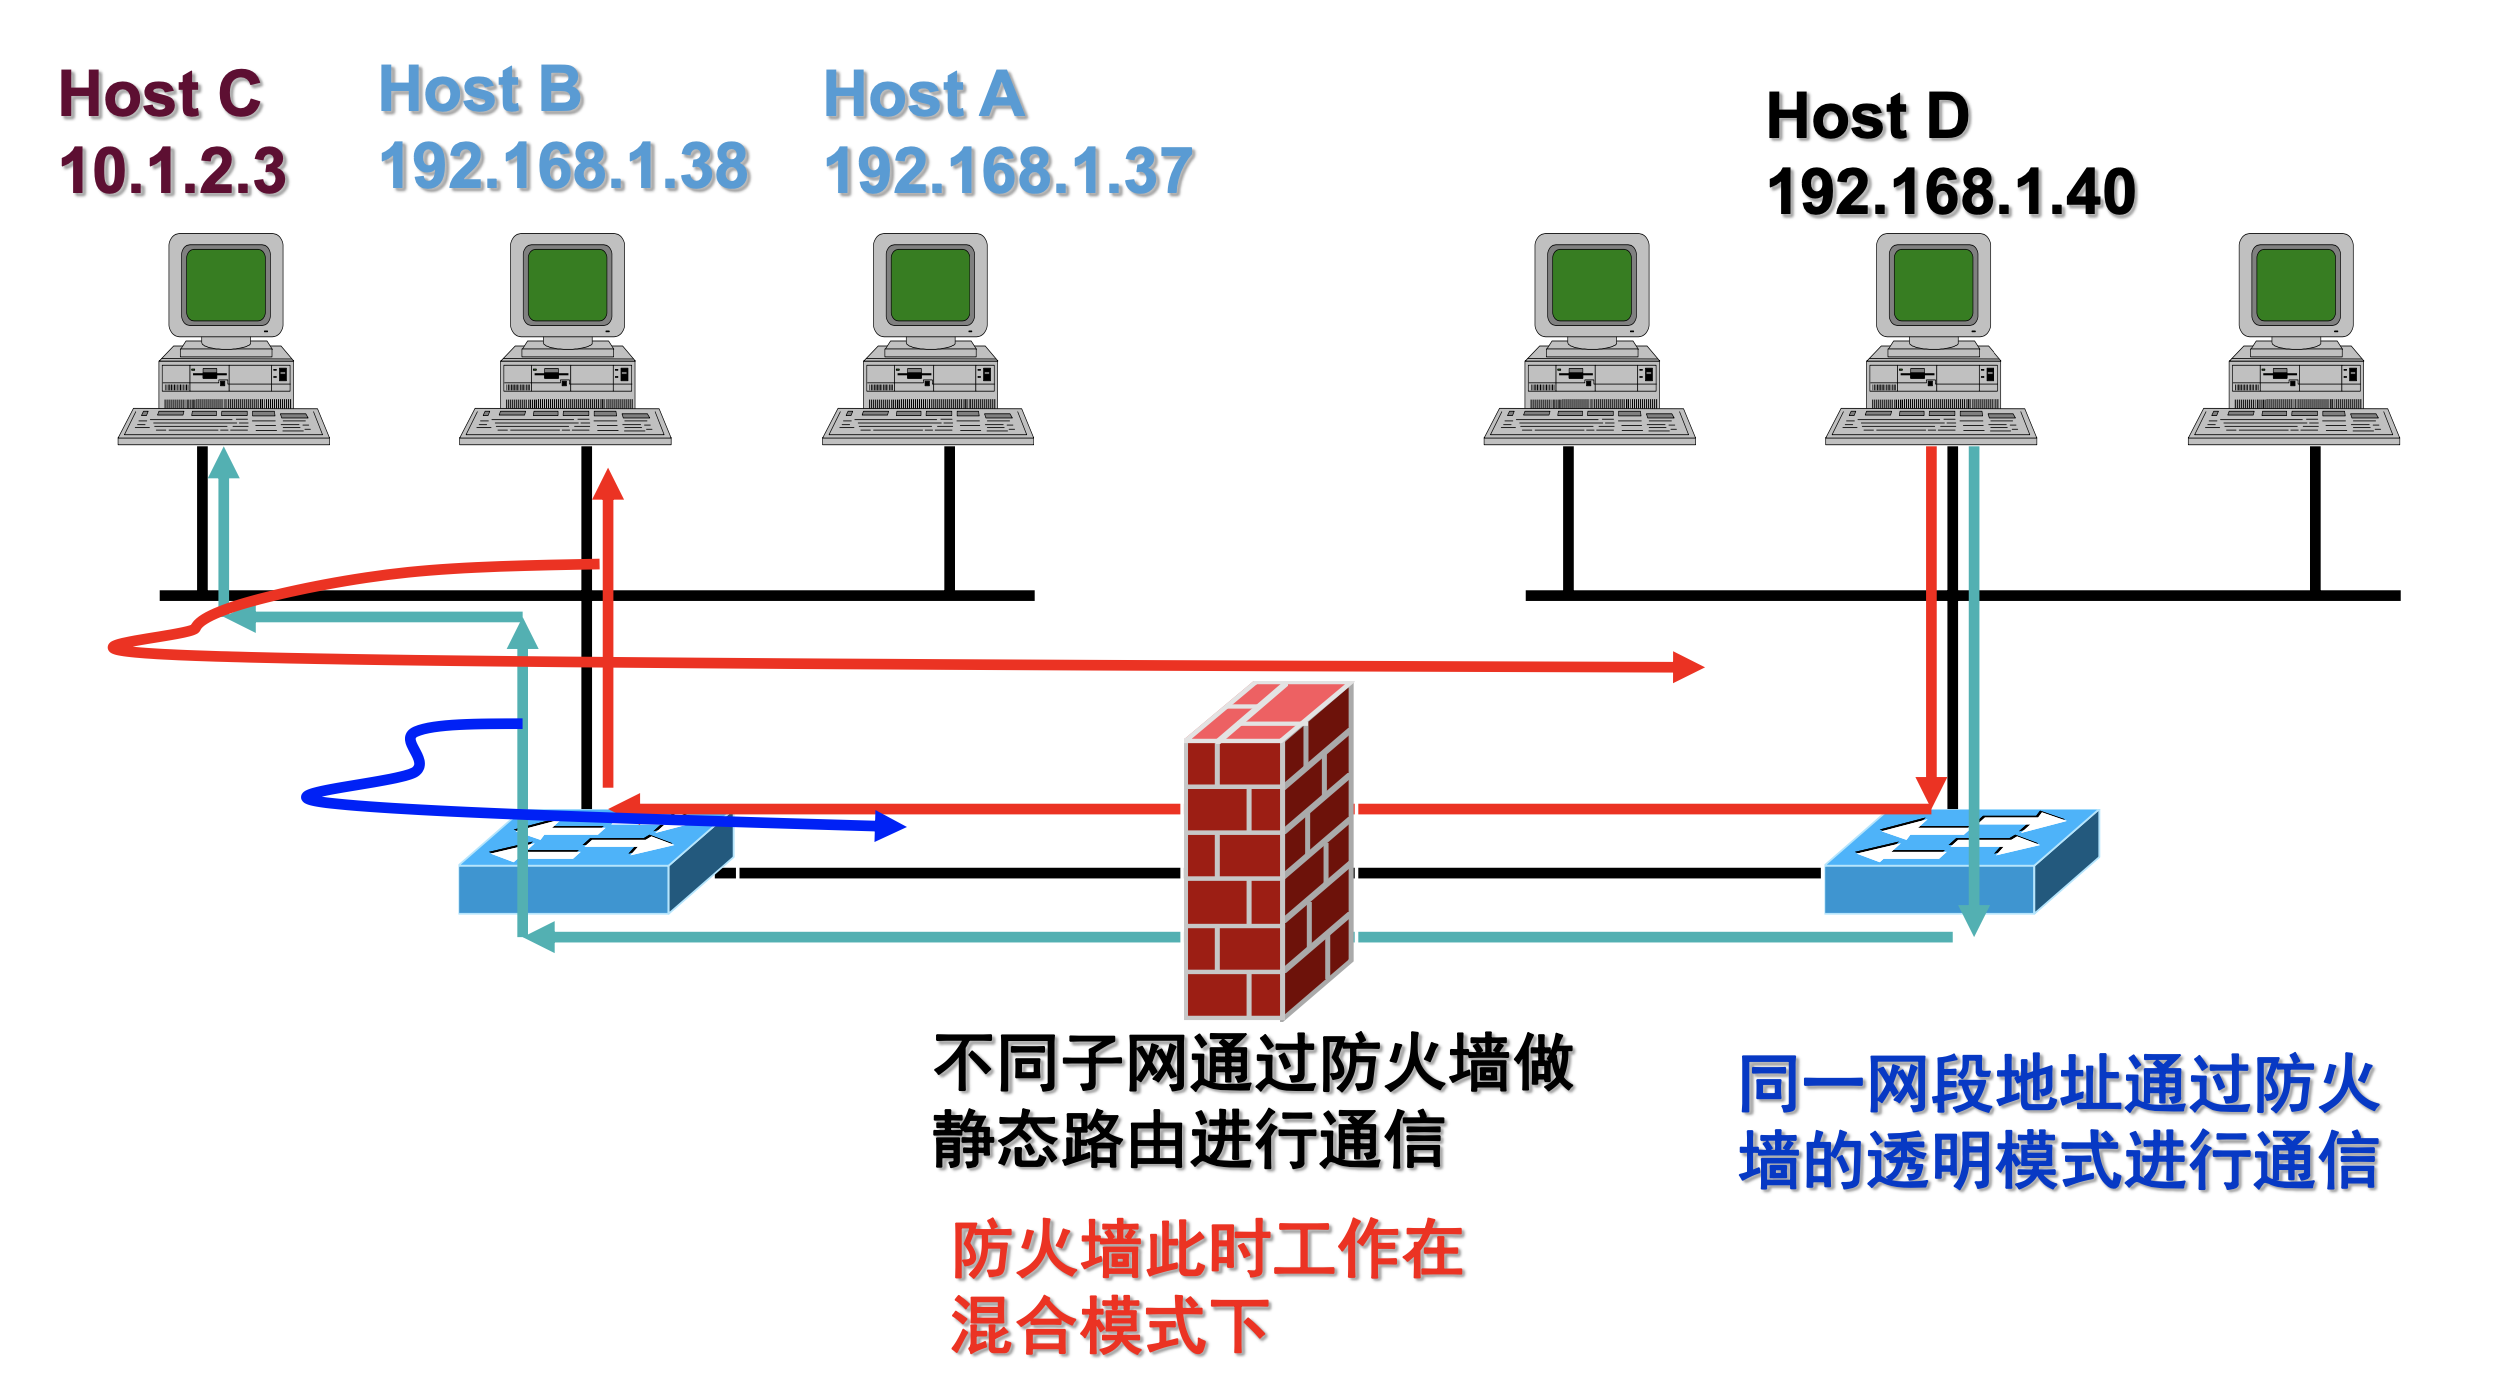 Host C
10.1.2.3
Host B
192.168.1.38
Host A
192.168.1.37
Host D
192.168.1.40
不同子网通过防火墙做
静态路由进行通信
同一网段地址通过防火
墙的透明模式进行通信
防火墙此时工作在
混合模式下